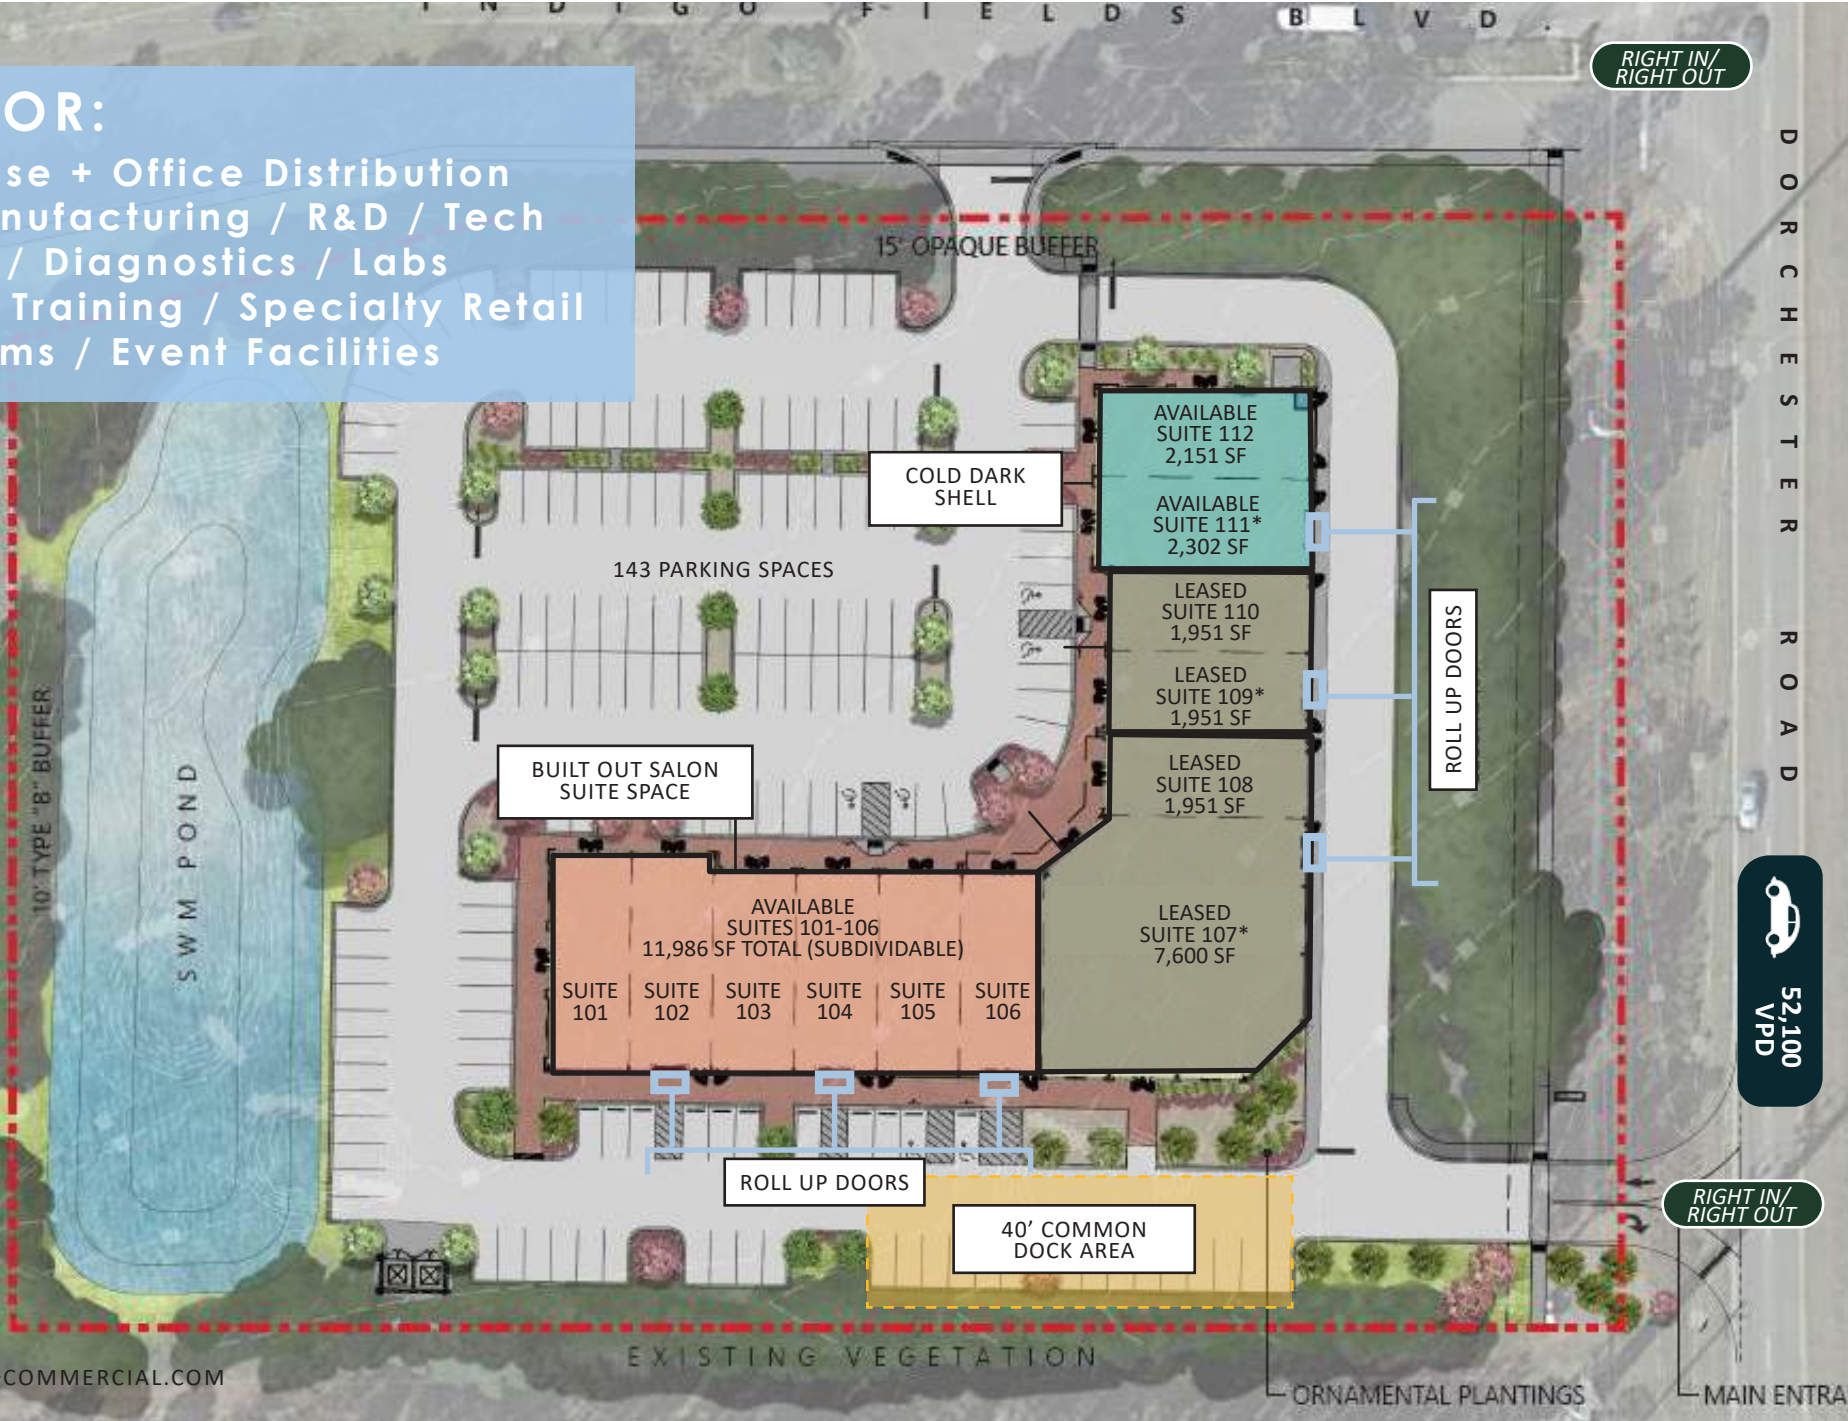 INDIGO FIELDS BLVD.
RIGHT IN/
RIGHT OUT
OR:
se + Office Distribution
nufacturing / R&D / Tech
/ Diagnostics / Labs
Training / Specialty Retail
ms / Event Facilities
15' OPAQUE BUFFER
DORCHESTER ROAD
AVAILABLE
SUITE 112
2,151 SF
COLD DARK
SHELL
AVAILABLE
SUITE 111*
2,302 SF
143 PARKING SPACES
LEASED
SUITE 110
1,951 SF
ROLL UP DOORS
LEASED
SUITE 109*
1,951 SF
10' TYPE "B" BUFFER
SWM POND
BUILT OUT SALON
SUITE SPACE
LEASED
SUITE 108
1,951 SF
AVAILABLE
SUITES 101-106
11,986 SF TOTAL (SUBDIVIDABLE)
LEASED
SUITE 107*
7,600 SF
SUITE
101
SUITE
102
SUITE
103
SUITE
104
SUITE
105
SUITE
106
52,100
VPD
ROLL UP DOORS
40’ COMMON
DOCK AREA
RIGHT IN/
RIGHT OUT
EXISTING VEGETATION
COMMERCIAL.COM
ORNAMENTAL PLANTINGS
MAIN ENTRA